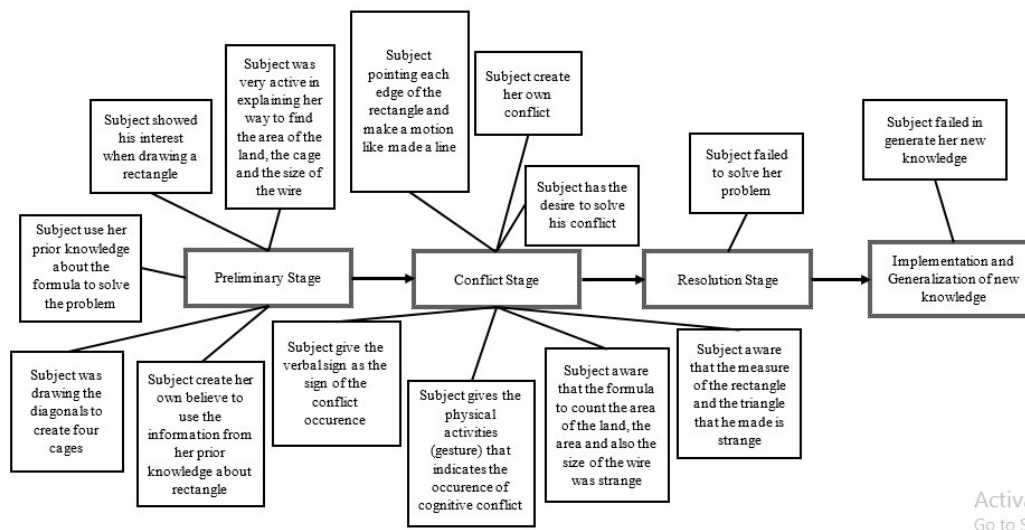 Subject showed
his interest
when drawing a
rectangle
Subject was
very active in
explaining her
way to find
the area of the
land, the cage
and the size of
the wire
Subject
pointing each
edge of the
rectangle and
make a motion
like made a line
Subject create
her own
conflict
Subject has the
desire to solve
his conflict
Subject failed
to solve her
problem
Subject failed in
generate her new
knowledge
Subject use her
prior knowledge
about the
formula to solve
the problem
Preliminary Stage
Conflict Stage
Resolution Stage
Implementation and
Generalization of new
knowledge
Subject was
drawing the
diagonals to
create four
cages
Subject create her
own believe to
use the
information from
her prior
knowledge about
rectangle
Subject give the
verbal sign as the
sign of the
conflict
occurence
Subject gives the
physical
activities
(gesture) that
indicates the
occurence of
cognitive conflict
Subject aware
that the formula
to count the area
of the land, the
area and also the
size of the wire
was strange
Subject aware
that the measure
of the rectangle
and the triangle
that he made is
strange
Activa
Go to S